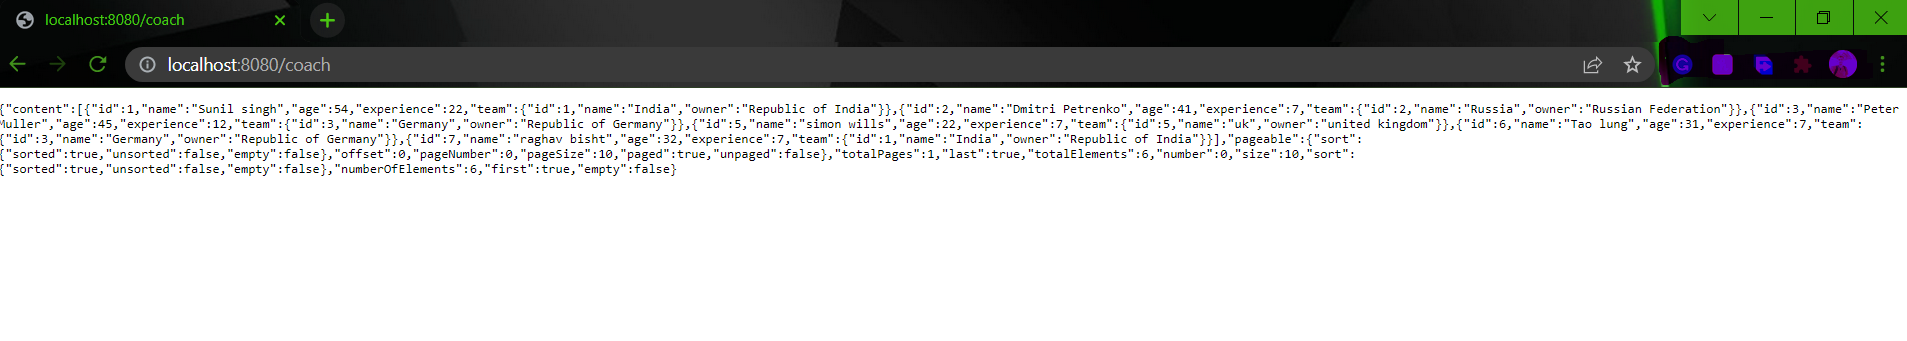 localhost:8080/coach
localhost:8080/coach
{"content":[{"id":1,"name":"Sunil singh","age":54,"experience":22,"team":{"id":1,"name":"India","owner":"Republic of India"}},{"id":2,"name":"Dmitri Petrenko","age":41,"experience":7,"team":{"id":2,"name":"Russia","owner":"Russian Federation"}},{"id":3,"name":"Peter
Muller","age":45,"experience":12,"team":{"id":3,"name":"Germany","owner":"Republic of Germany"}},{"id":5,"name":"simon wills","age":22,"experience":7,"team":{"id":5,"name":"uk","owner":"united kingdom"}},{"id":6,"name":"Tao lung","age":31,"experience":7,"team":
{"id":3,"name":"Germany","owner":"Republic of Germany"}},{"id":7,"name":"raghav bisht","age":32,"experience":7,"team":{"id":1,"name":"India","owner":"Republic of India"}}],"pageable":{"sort":
{"sorted":true,"unsorted":false,"empty":false},"offset":0,"pageNumber":0,"pageSize":10,"paged":true,"unpaged":false},"totalPages":1,"last":true,"totalElements":6,"number":0,"size":10,"sort":
{"sorted":true,"unsorted":false,"empty":false},"numberOfElements":6,"first":true,"empty":false}